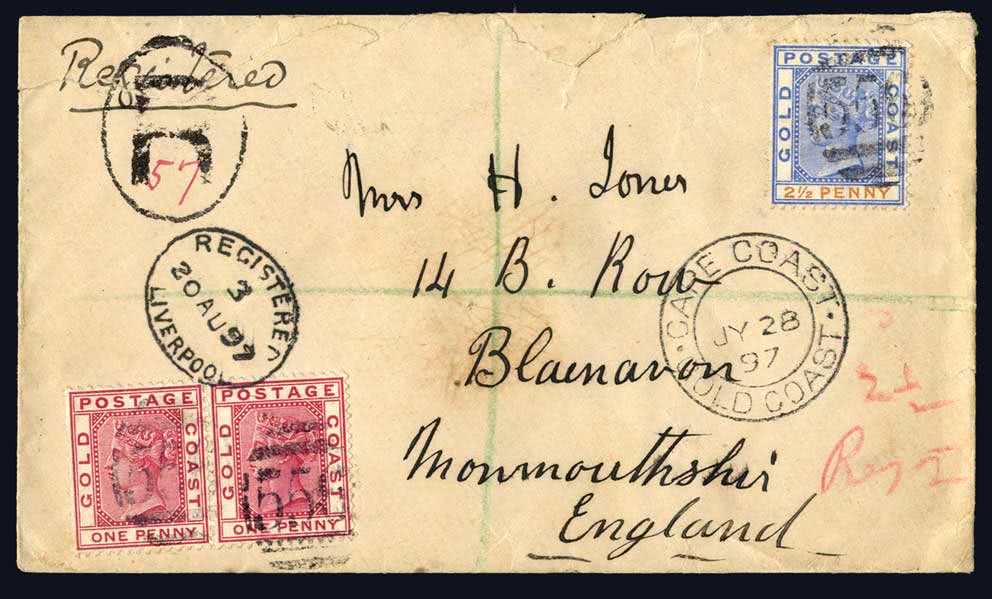 Registered
R
57
POSTAGE
GOLD
COAST
2½ PENNY
Mrs H. Jones
14 B. Row
Blaenavon
Monmouthshir
England
REGISTERED
3
20 AU 97
LIVERPOOL
CAPE COAST
JY 28
97
GOLD COAST
2½
Reg 2
POSTAGE
GOLD
COAST
ONE PENNY
POSTAGE
GOLD
COAST
ONE PENNY